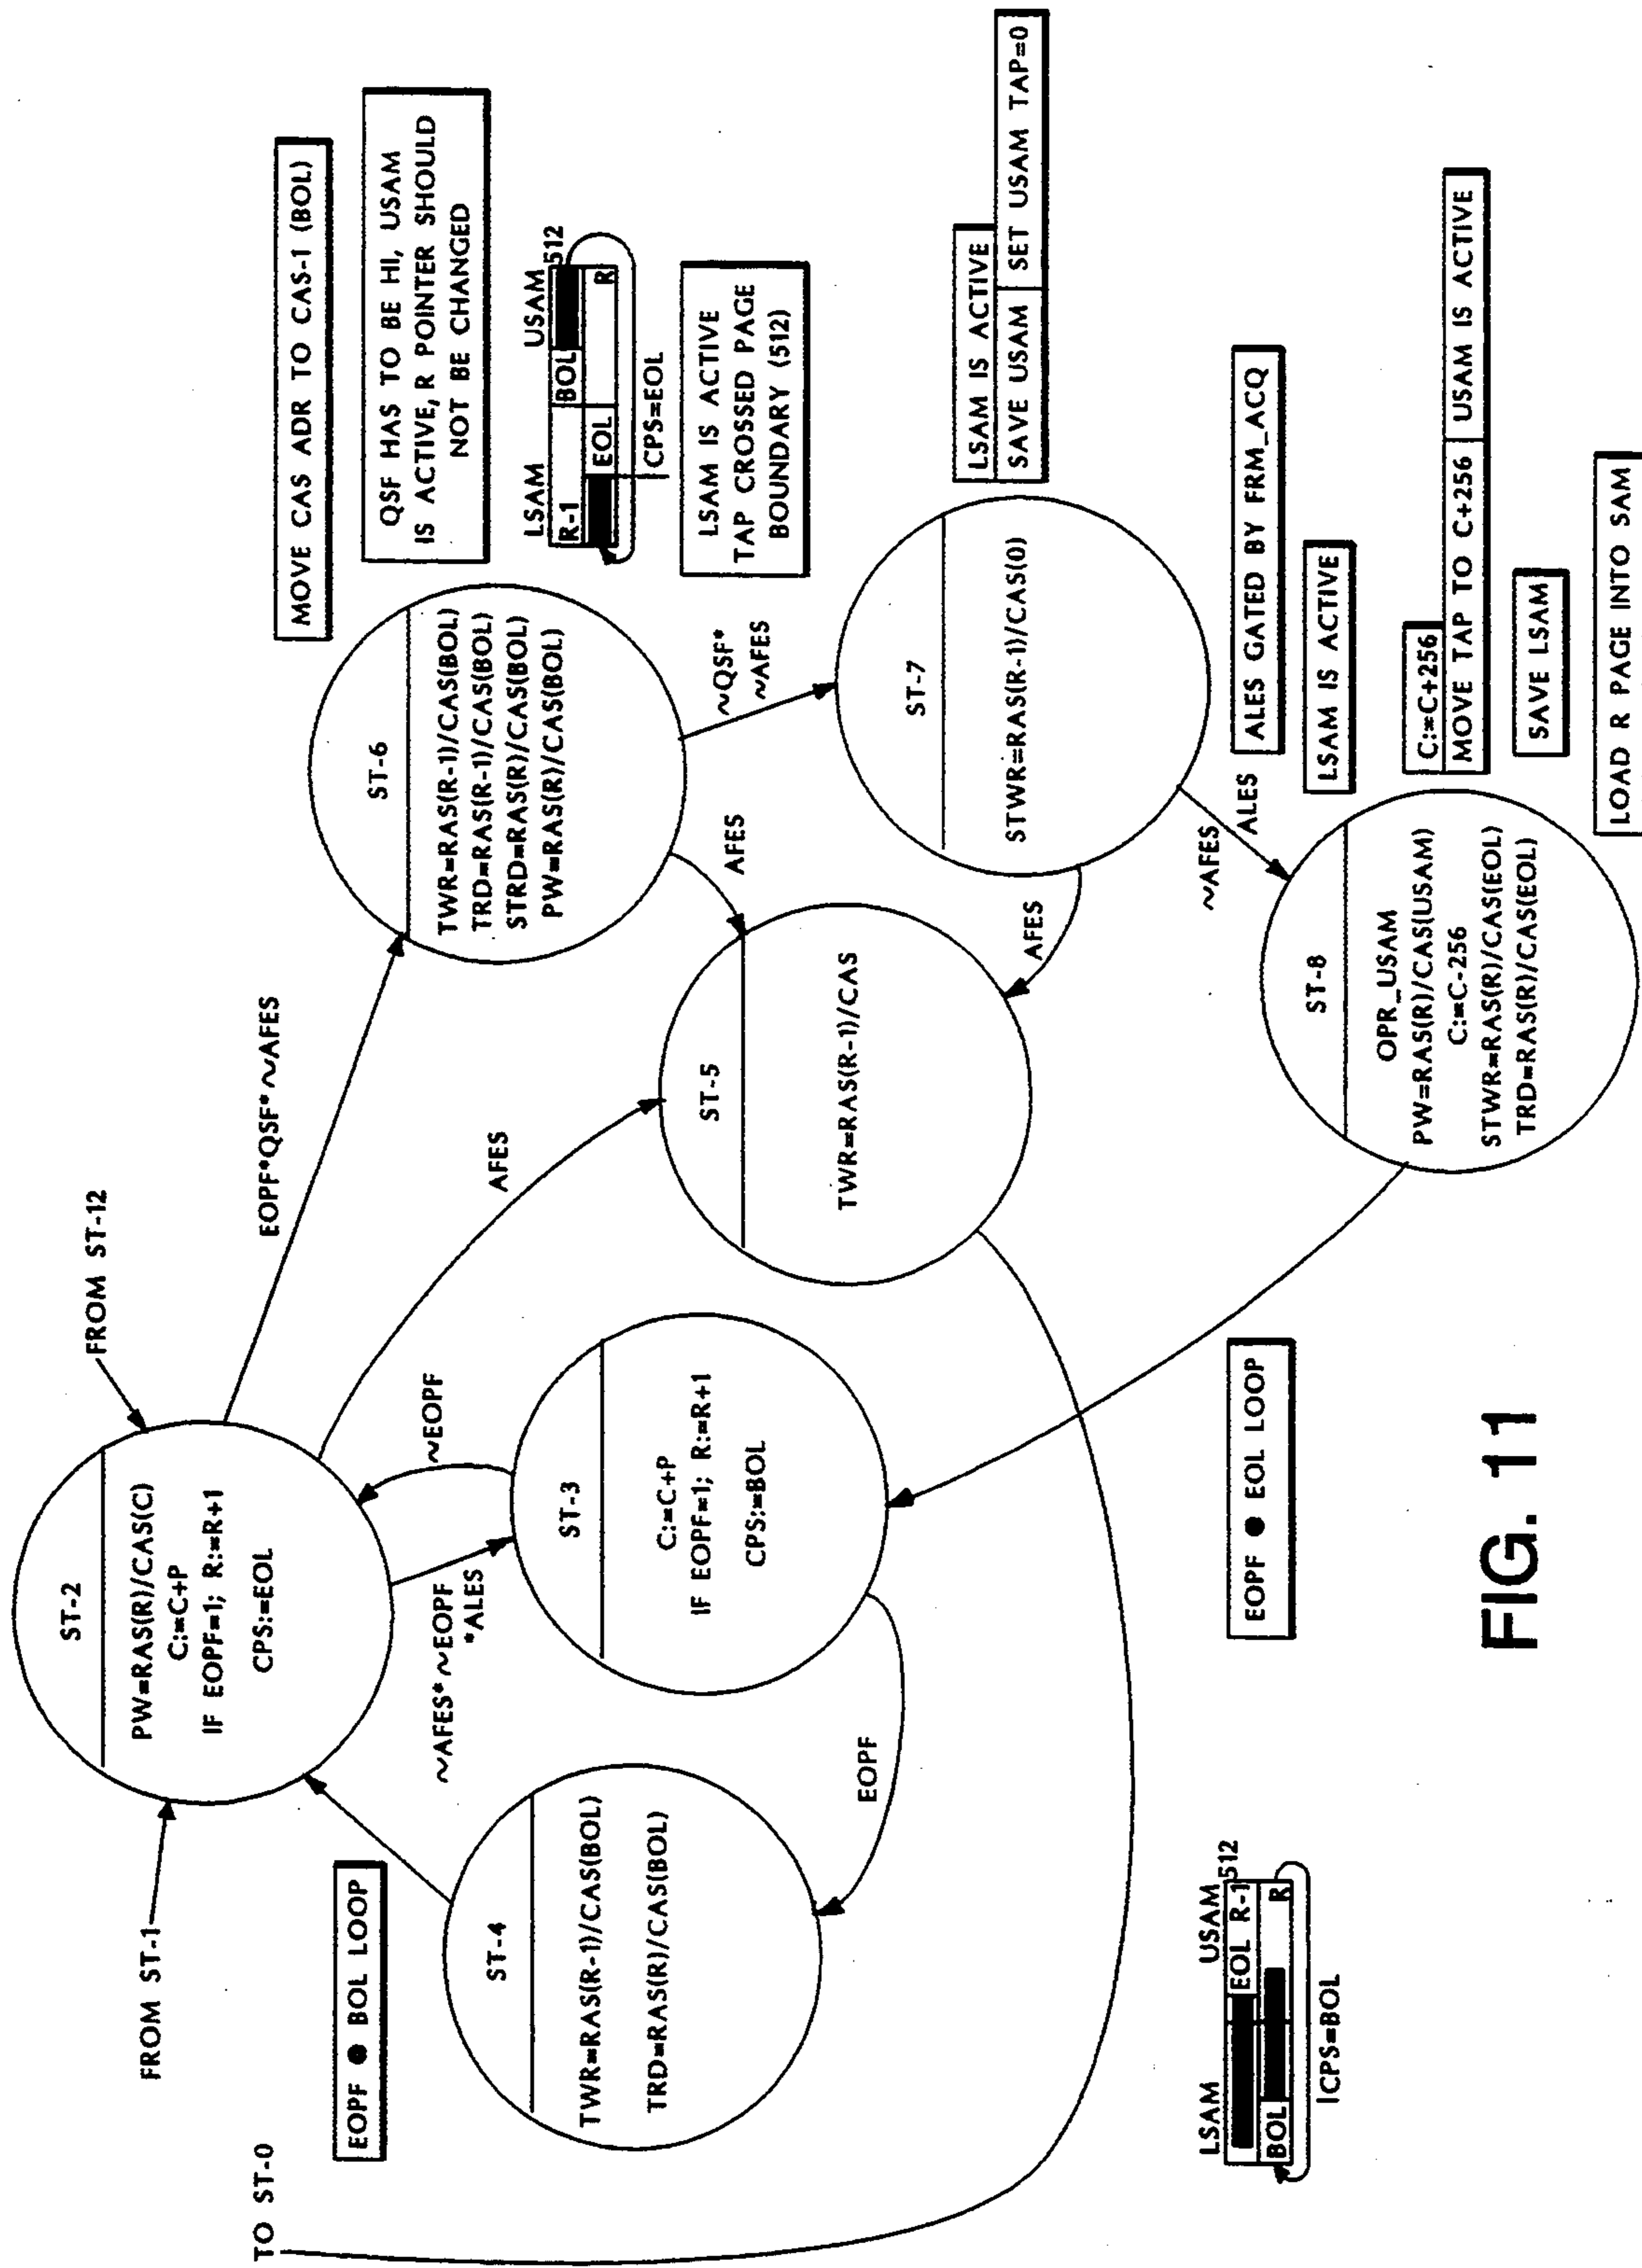 TO ST-0
FROM ST-1
FROM ST-12
EOPF ● BOL LOOP
ST-2
PW=RAS(R)/CAS(C)
C:=C+P
IF EOPF=1; R:=R+1
CPS:=EOL
EOPF*QSF*~AFES
AFES
~EOPF
~AFES*~EOPF
*ALES
ST-4
TWR=RAS(R-1)/CAS(BOL)
TRD=RAS(R)/CAS(BOL)
EOPF
ST-3
C:=C+P
IF EOPF=1; R:=R+1
CPS:=BOL
ST-5
TWR=RAS(R-1)/CAS
ST-6
TWR=RAS(R-1)/CAS(BOL)
TRD=RAS(R-1)/CAS(BOL)
STRD=RAS(R)/CAS(BOL)
PW=RAS(R)/CAS(BOL)
MOVE CAS ADR TO CAS-1 (BOL)
QSF HAS TO BE HI, USAM
IS ACTIVE, R POINTER SHOULD
NOT BE CHANGED
LSAM USAM
512
R-1 BOL
EOL R
CPS=EOL
LSAM IS ACTIVE
TAP CROSSED PAGE
BOUNDARY (512)
AFES
~QSF*
~AFES
ST-7
STWR=RAS(R-1)/CAS(0)
LSAM IS ACTIVE
SAVE USAM SET USAM TAP=0
AFES
~AFES ALES
ALES GATED BY FRM_ACQ
LSAM IS ACTIVE
ST-8
OPR_USAM
PW=RAS(R)/CAS(USAM)
C:=C-256
STWR=RAS(R)/CAS(EOL)
TRD=RAS(R)/CAS(EOL)
C:=C+256
MOVE TAP TO C+256 USAM IS ACTIVE
SAVE LSAM
LOAD R PAGE INTO SAM
EOPF ● EOL LOOP
LSAM USAM
512
EOL R-1
BOL R
CPS=BOL
FIG. 11